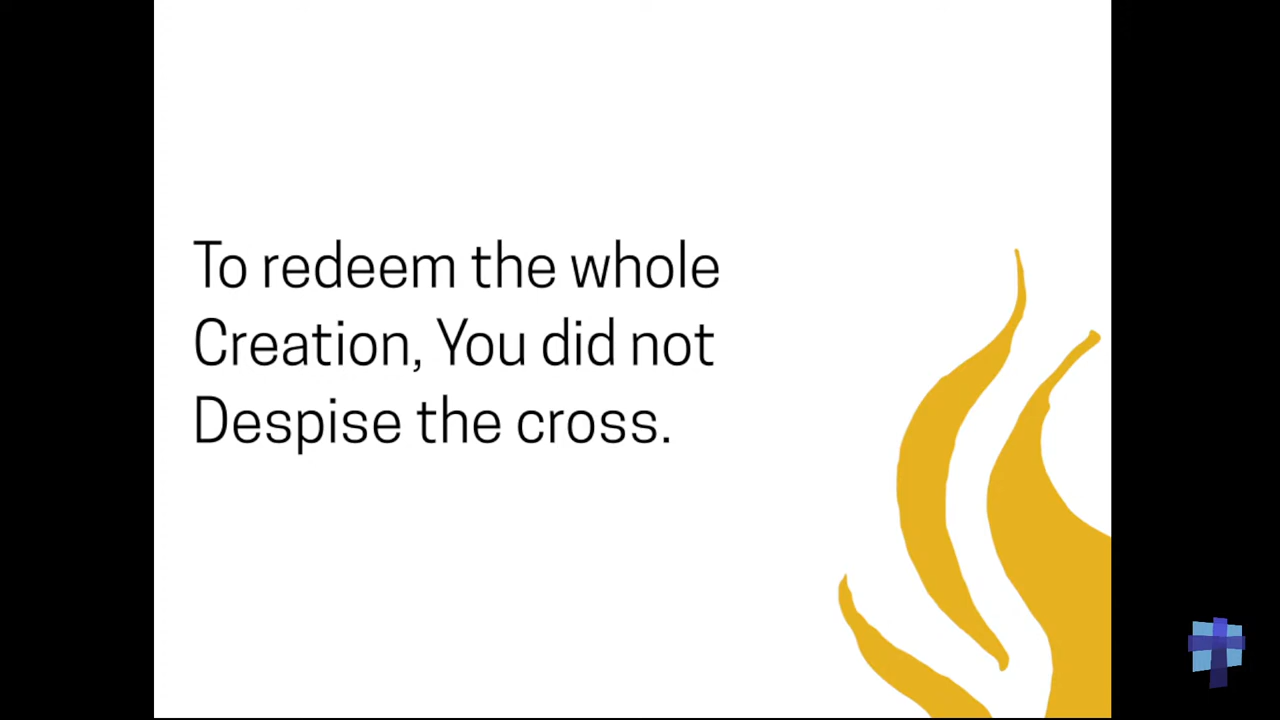 To redeem the whole
Creation, You did not
Despise the cross.